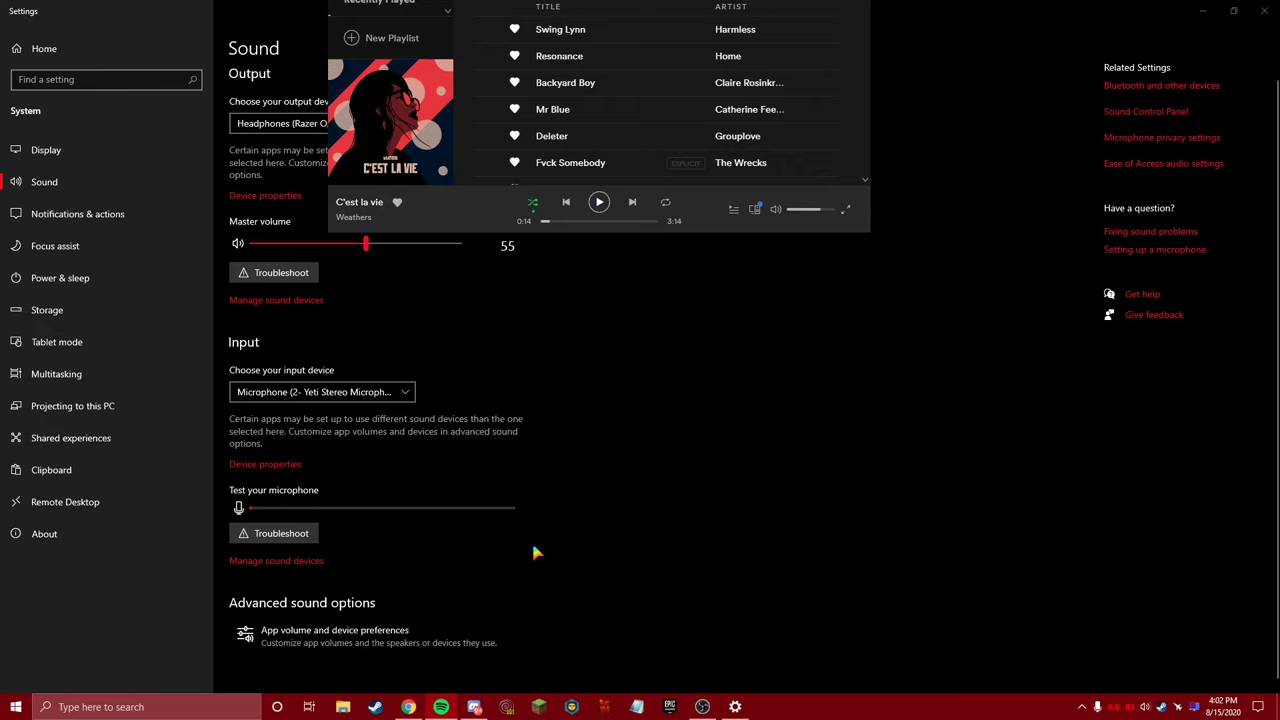 Settings
Home
Find a setting
System
Display
Sound
Notifications & actions
Focus assist
Power & sleep
Storage
Tablet mode
Multitasking
Projecting to this PC
Shared experiences
Clipboard
Remote Desktop
About
Sound
Output
Choose your output dev
Headphones (Razer O
Certain apps may be set
selected here. Customiz
options.
Device properties
Master volume
55
Troubleshoot
Manage sound devices
Input
Choose your input device
Microphone (2- Yeti Stereo Microph...
Certain apps may be set up to use different sound devices than the one
selected here. Customize app volumes and devices in advanced sound
options.
Device properties
Test your microphone
Troubleshoot
Manage sound devices
Advanced sound options
App volume and device preferences
Customize app volumes and the speakers or devices they use.
Recently Played
New Playlist
WEATHERS
C'EST LA VIE
TITLE ARTIST
Swing Lynn Harmless
Resonance Home
Backyard Boy Claire Rosinkr...
Mr Blue Catherine Fee...
Deleter Grouplove
Fvck Somebody EXPLICIT The Wrecks
C'est la vie
Weathers
0:14 3:14
Related Settings
Bluetooth and other devices
Sound Control Panel
Microphone privacy settings
Ease of Access audio settings
Have a question?
Fixing sound problems
Setting up a microphone
Get help
Give feedback
Type here to search
EPIC
4:02 PM
8/15/2020